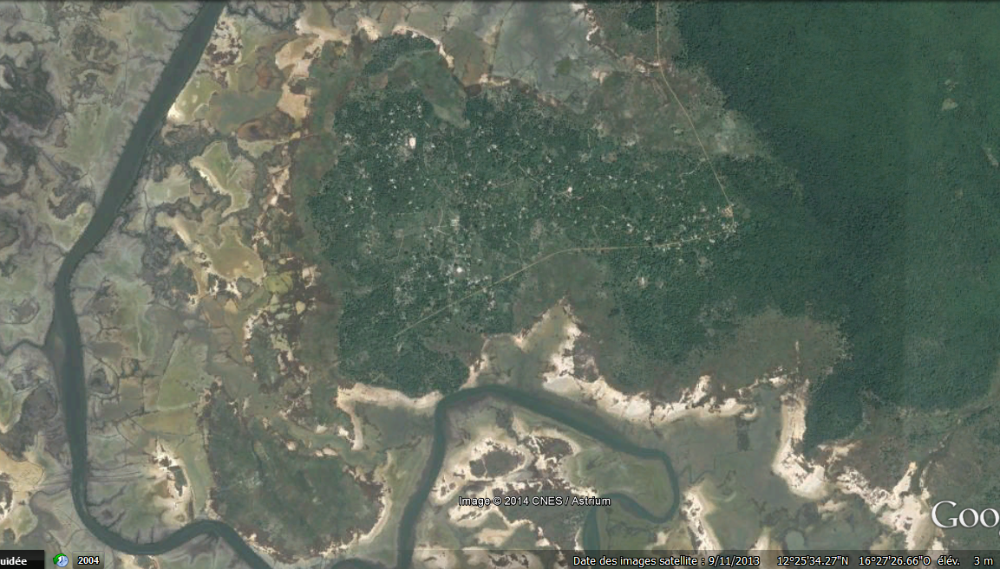 Image © 2014 CNES / Astrium
Goo
uidée 2004 Date des images satellite : 9/11/2013 12°25'34.27"N 16°27'26.66"O élév. 3 m